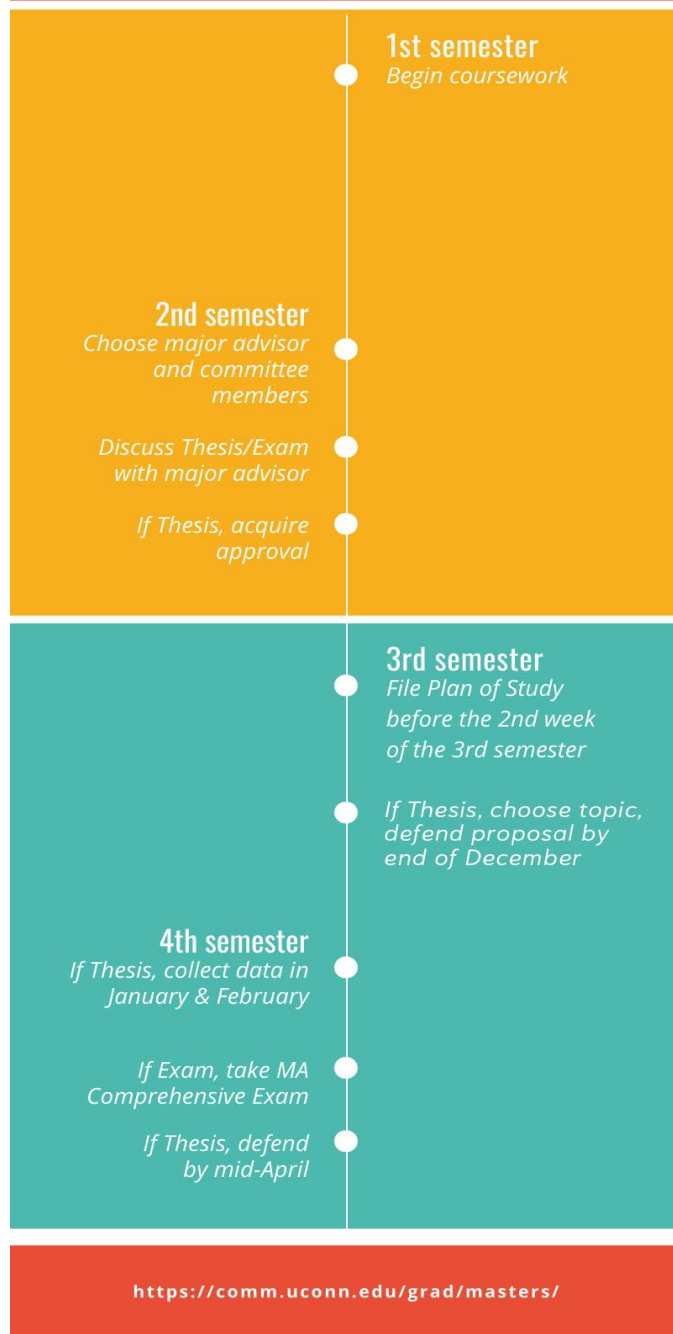 1st semester
Begin coursework
2nd semester
Choose major advisor
and committee
members
Discuss Thesis/Exam
with major advisor
If Thesis, acquire
approval
3rd semester
File Plan of Study
before the 2nd week
of the 3rd semester
If Thesis, choose topic,
defend proposal by
end of December
4th semester
If Thesis, collect data in
January & February
If Exam, take MA
Comprehensive Exam
If Thesis, defend
by mid-April
https://comm.uconn.edu/grad/masters/